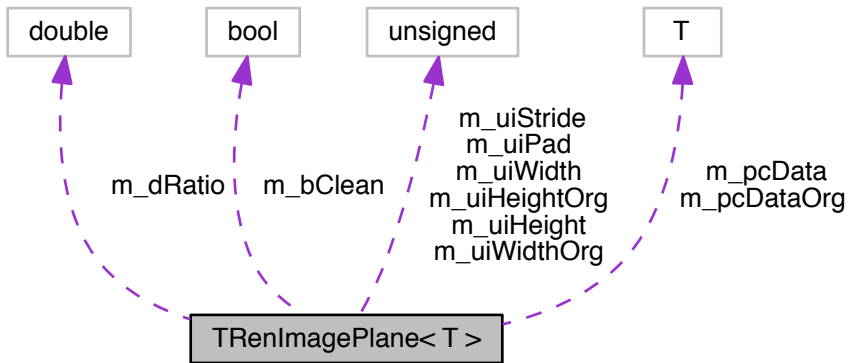 double
bool
unsigned
T
m_uiStride
m_uiPad
m_uiWidth
m_uiHeightOrg
m_uiHeight
m_uiWidthOrg
m_dRatio
m_bClean
m_pcData
m_pcDataOrg
TRenImagePlane< T >